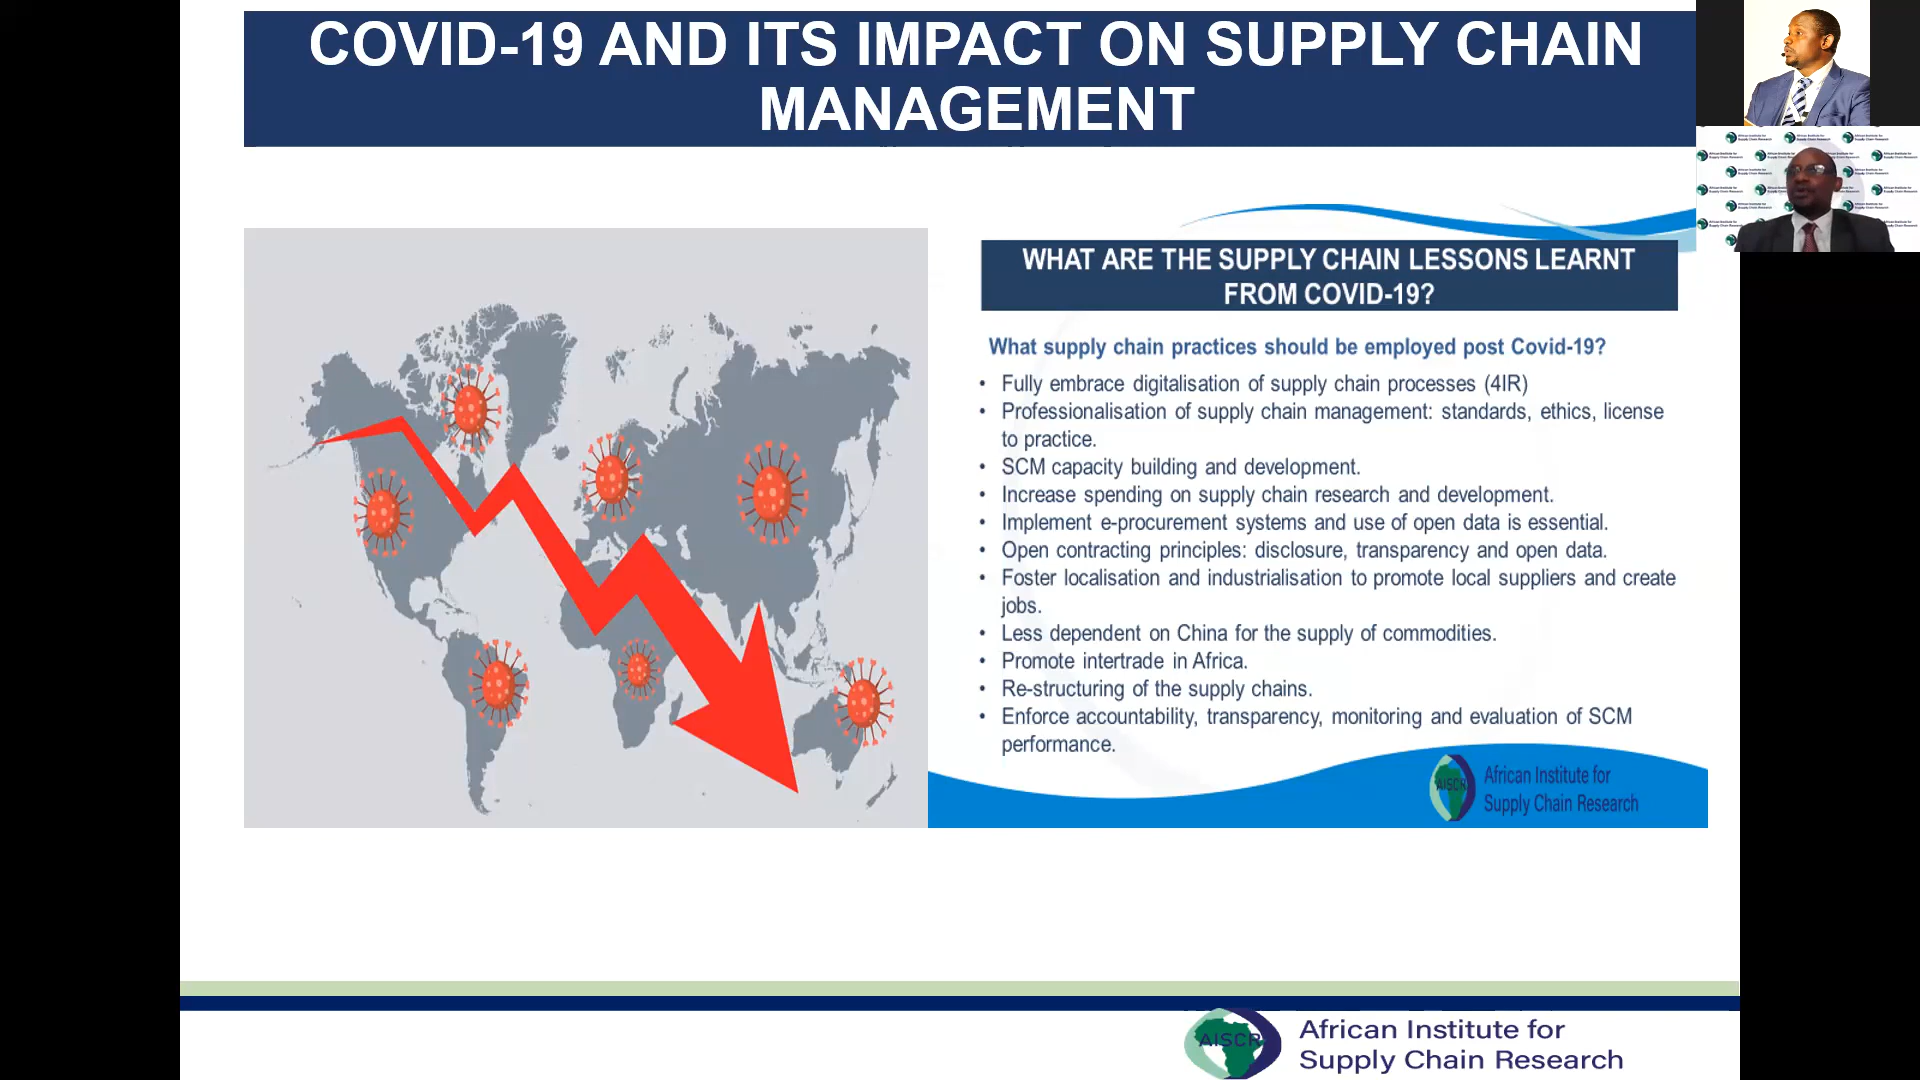 COVID-19 AND ITS IMPACT ON SUPPLY CHAIN
MANAGEMENT
WHAT ARE THE SUPPLY CHAIN LESSONS LEARNT
FROM COVID-19?
What supply chain practices should be employed post Covid-19?
• Fully embrace digitalisation of supply chain processes (4IR)
• Professionalisation of supply chain management: standards, ethics, license
to practice.
• SCM capacity building and development.
• Increase spending on supply chain research and development.
• Implement e-procurement systems and use of open data is essential.
• Open contracting principles: disclosure, transparency and open data.
• Foster localisation and industrialisation to promote local suppliers and create
jobs.
• Less dependent on China for the supply of commodities.
• Promote intertrade in Africa.
• Re-structuring of the supply chains.
• Enforce accountability, transparency, monitoring and evaluation of SCM
performance.
AISCR
African Institute for
Supply Chain Research
AISCR
African Institute for
Supply Chain Research